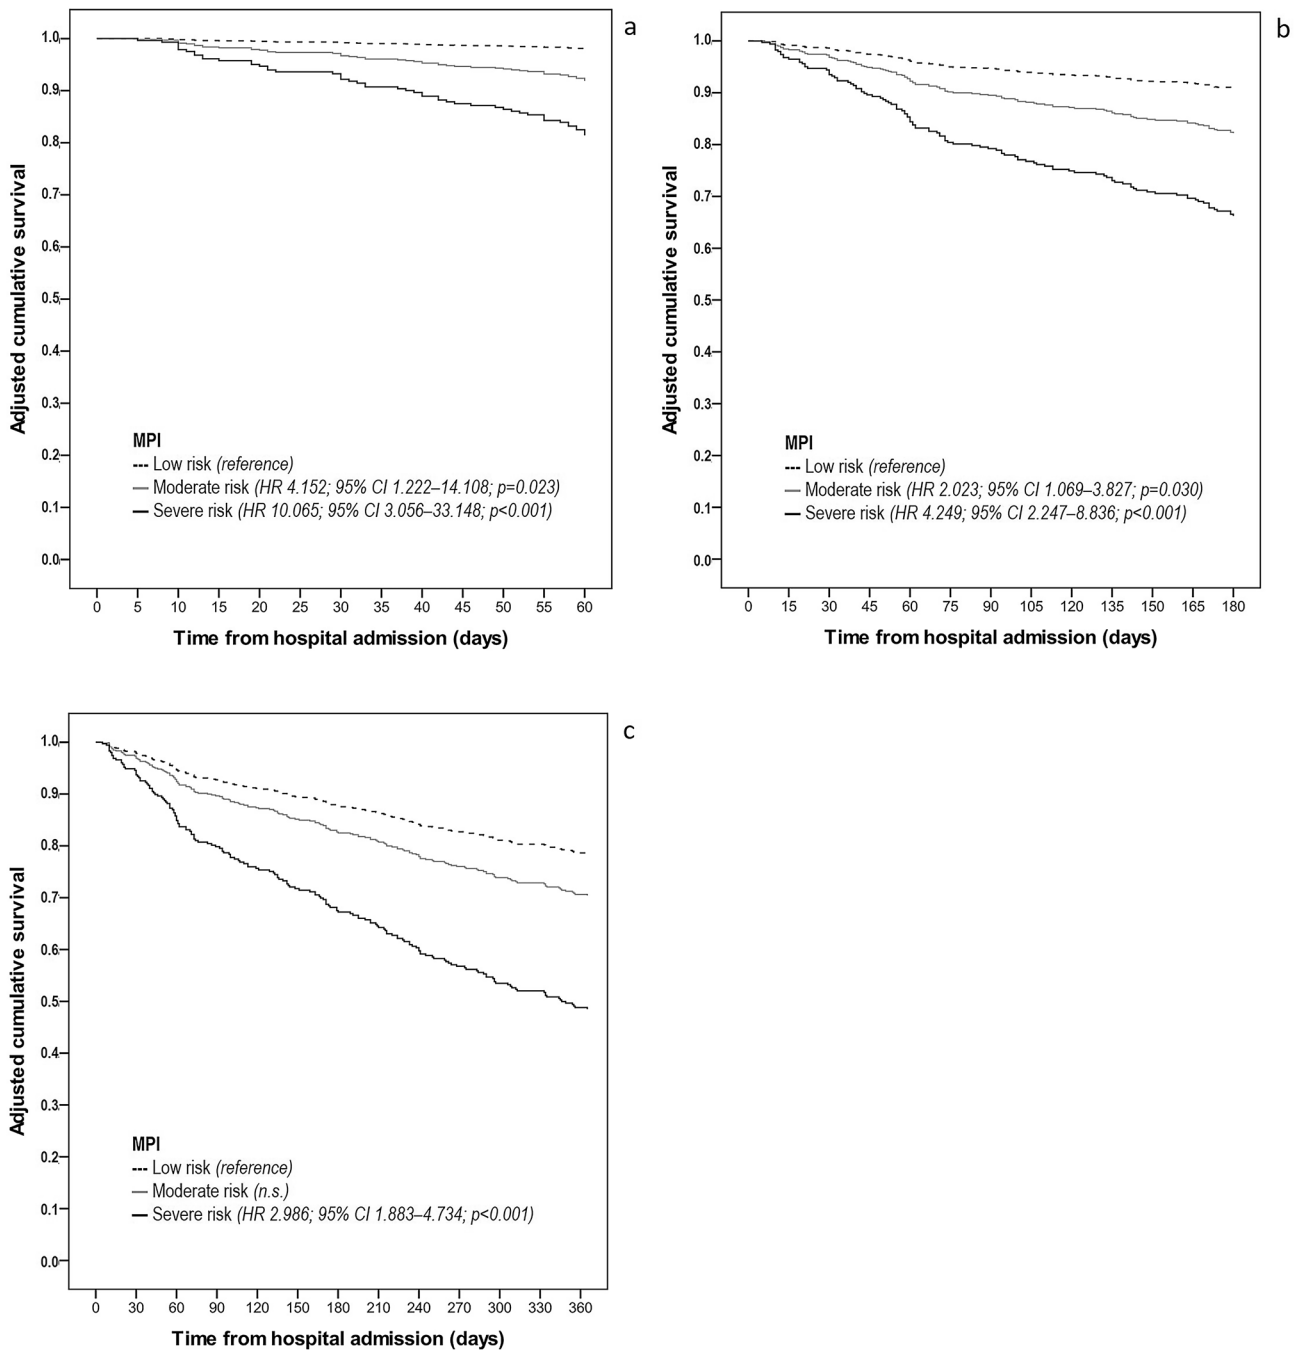 a
1.0
0.9
0.8
0.7
0.6
0.5
0.4
0.3
0.2
0.1
0.0
Adjusted cumulative survival
MPI
Low risk (reference)
Moderate risk (HR 4.152; 95% CI 1.222–14.108; p=0.023)
Severe risk (HR 10.065; 95% CI 3.056–33.148; p<0.001)
0 5 10 15 20 25 30 35 40 45 50 55 60
Time from hospital admission (days)
b
1.0
0.9
0.8
0.7
0.6
0.5
0.4
0.3
0.2
0.1
0.0
Adjusted cumulative survival
MPI
Low risk (reference)
Moderate risk (HR 2.023; 95% CI 1.069–3.827; p=0.030)
Severe risk (HR 4.249; 95% CI 2.247–8.836; p<0.001)
0 15 30 45 60 75 90 105 120 135 150 165 180
Time from hospital admission (days)
c
1.0
0.9
0.8
0.7
0.6
0.5
0.4
0.3
0.2
0.1
0.0
Adjusted cumulative survival
MPI
Low risk (reference)
Moderate risk (n.s.)
Severe risk (HR 2.986; 95% CI 1.883–4.734; p<0.001)
0 30 60 90 120 150 180 210 240 270 300 330 360
Time from hospital admission (days)